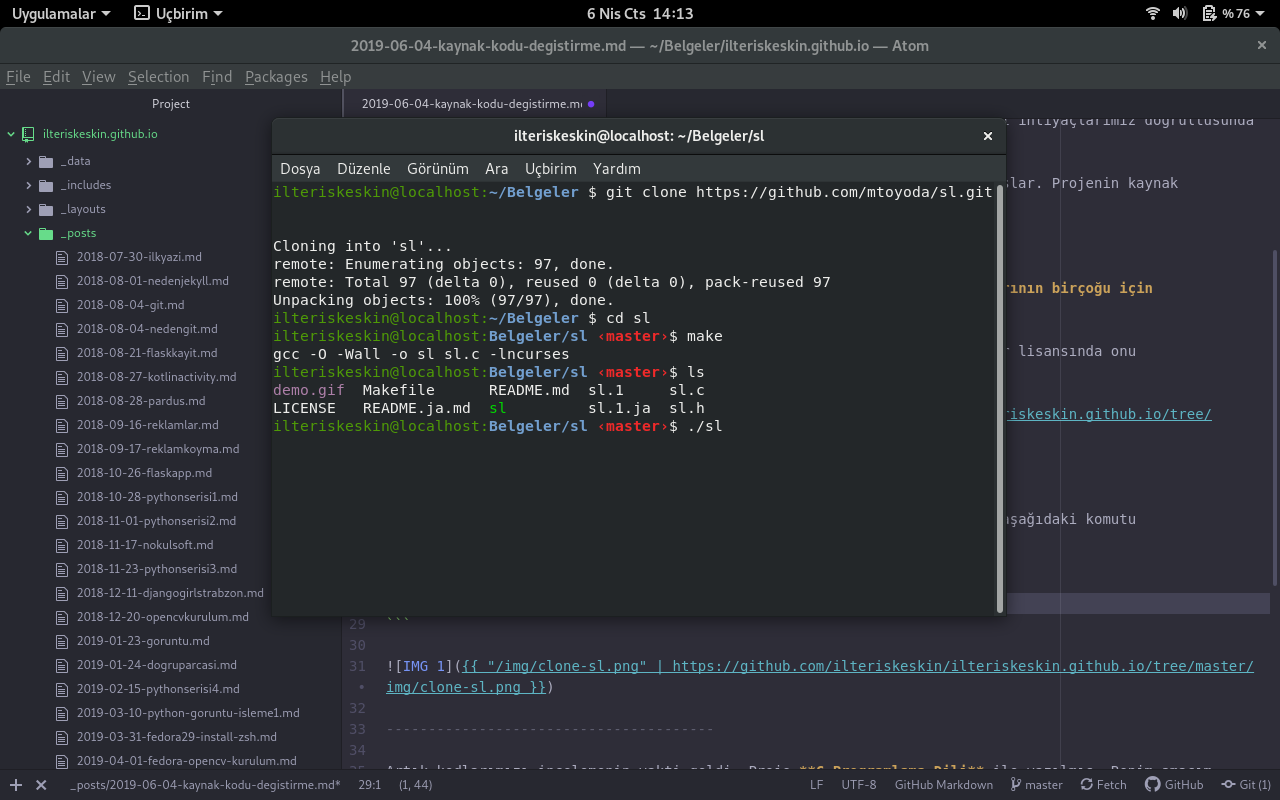 Uygulamalar Uçbirim 6 Nis Cts 14:13 % 76
2019-06-04-kaynak-kodu-degistirme.md — ~/Belgeler/ilteriskeskin.github.io — Atom
File Edit View Selection Find Packages Help
Project
2019-06-04-kaynak-kodu-degistirme.m
ilteriskeskin.github.io
_data
_includes
_layouts
_posts
2018-07-30-ilkyazi.md
2018-08-01-nedenjekyll.md
2018-08-04-git.md
2018-08-04-nedengit.md
2018-08-21-flaskkayit.md
2018-08-27-kotlinactivity.md
2018-08-28-pardus.md
2018-09-16-reklamlar.md
2018-09-17-reklamkoyma.md
2018-10-26-flaskapp.md
2018-10-28-pythonserisi1.md
2018-11-01-pythonserisi2.md
2018-11-17-nokulsoft.md
2018-11-23-pythonserisi3.md
2018-12-11-djangogirlstrabzon.md
2018-12-20-opencvkurulum.md
2019-01-23-goruntu.md
2019-01-24-dogruparcasi.md
2019-02-15-pythonserisi4.md
2019-03-10-python-goruntu-isleme1.md
2019-03-31-fedora29-install-zsh.md
2019-04-01-fedora-opencv-kurulum.md
ilteriskeskin@localhost: ~/Belgeler/sl
Dosya Düzenle Görünüm Ara Uçbirim Yardım
ilteriskeskin@localhost:~/Belgeler $ git clone https://github.com/mtoyoda/sl.git
Cloning into 'sl'...
remote: Enumerating objects: 97, done.
remote: Total 97 (delta 0), reused 0 (delta 0), pack-reused 97
Unpacking objects: 100% (97/97), done.
ilteriskeskin@localhost:~/Belgeler $ cd sl
ilteriskeskin@localhost:Belgeler/sl ‹master›$ make
gcc -O -Wall -o sl sl.c -lncurses
ilteriskeskin@localhost:Belgeler/sl ‹master›$ ls
demo.gif Makefile README.md sl.1 sl.c
LICENSE README.ja.md sl sl.1.ja sl.h
ilteriskeskin@localhost:Belgeler/sl ‹master›$ ./sl
ihtiyaçlarımız doğrultusunda
slar. Projenin kaynak
rının birçoğu için
r lisansında onu
riskeskin.github.io/tree/
şağıdaki komutu
29 ```
30
31 ![IMG 1]({{ "/img/clone-sl.png" | https://github.com/ilteriskeskin/ilteriskeskin.github.io/tree/master/
• img/clone-sl.png }})
32
33 ---------------------------------------
34
_posts/2019-06-04-kaynak-kodu-degistirme.md* 29:1 (1, 44) LF UTF-8 GitHub Markdown master Fetch GitHub Git (1)